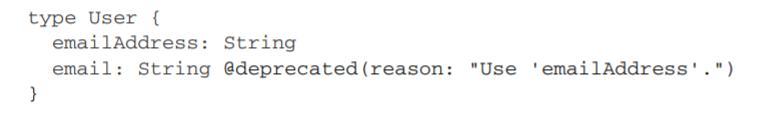 type User {
  emailAddress: String
  email: String @deprecated(reason: "Use 'emailAddress'.")
}